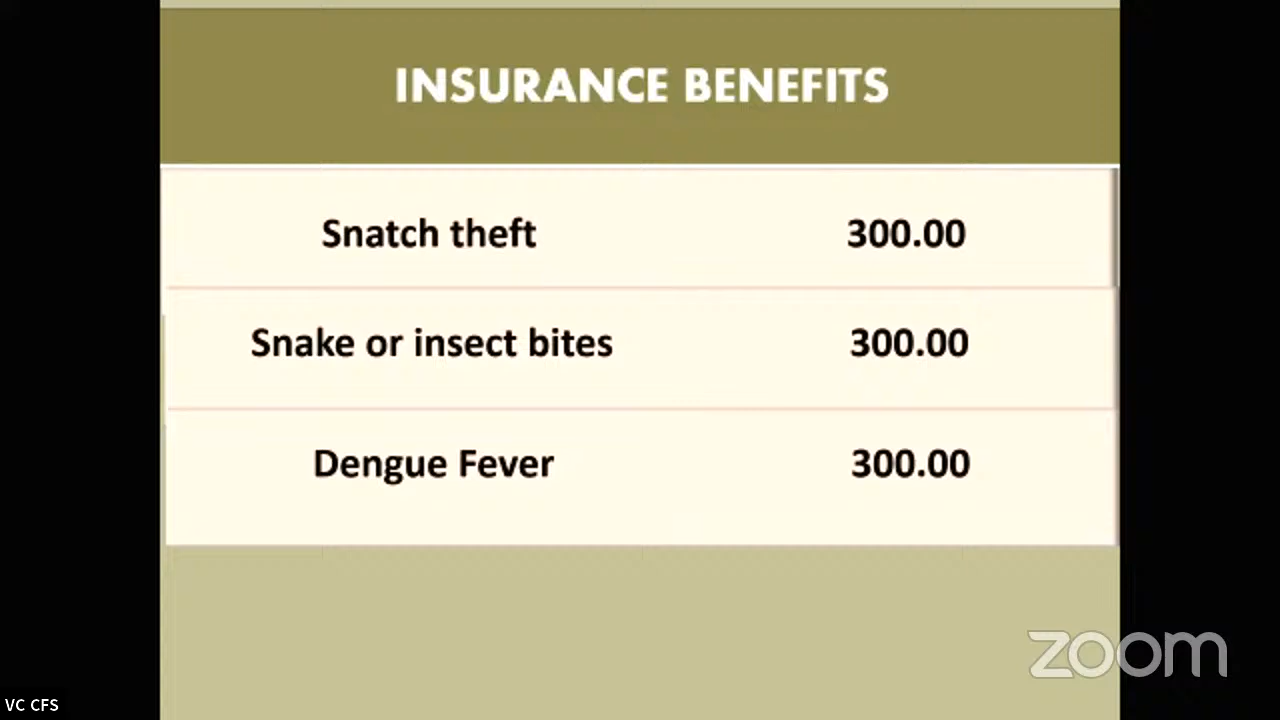 INSURANCE BENEFITS
Snatch theft 300.00
Snake or insect bites 300.00
Dengue Fever 300.00
zoom
VC CFS